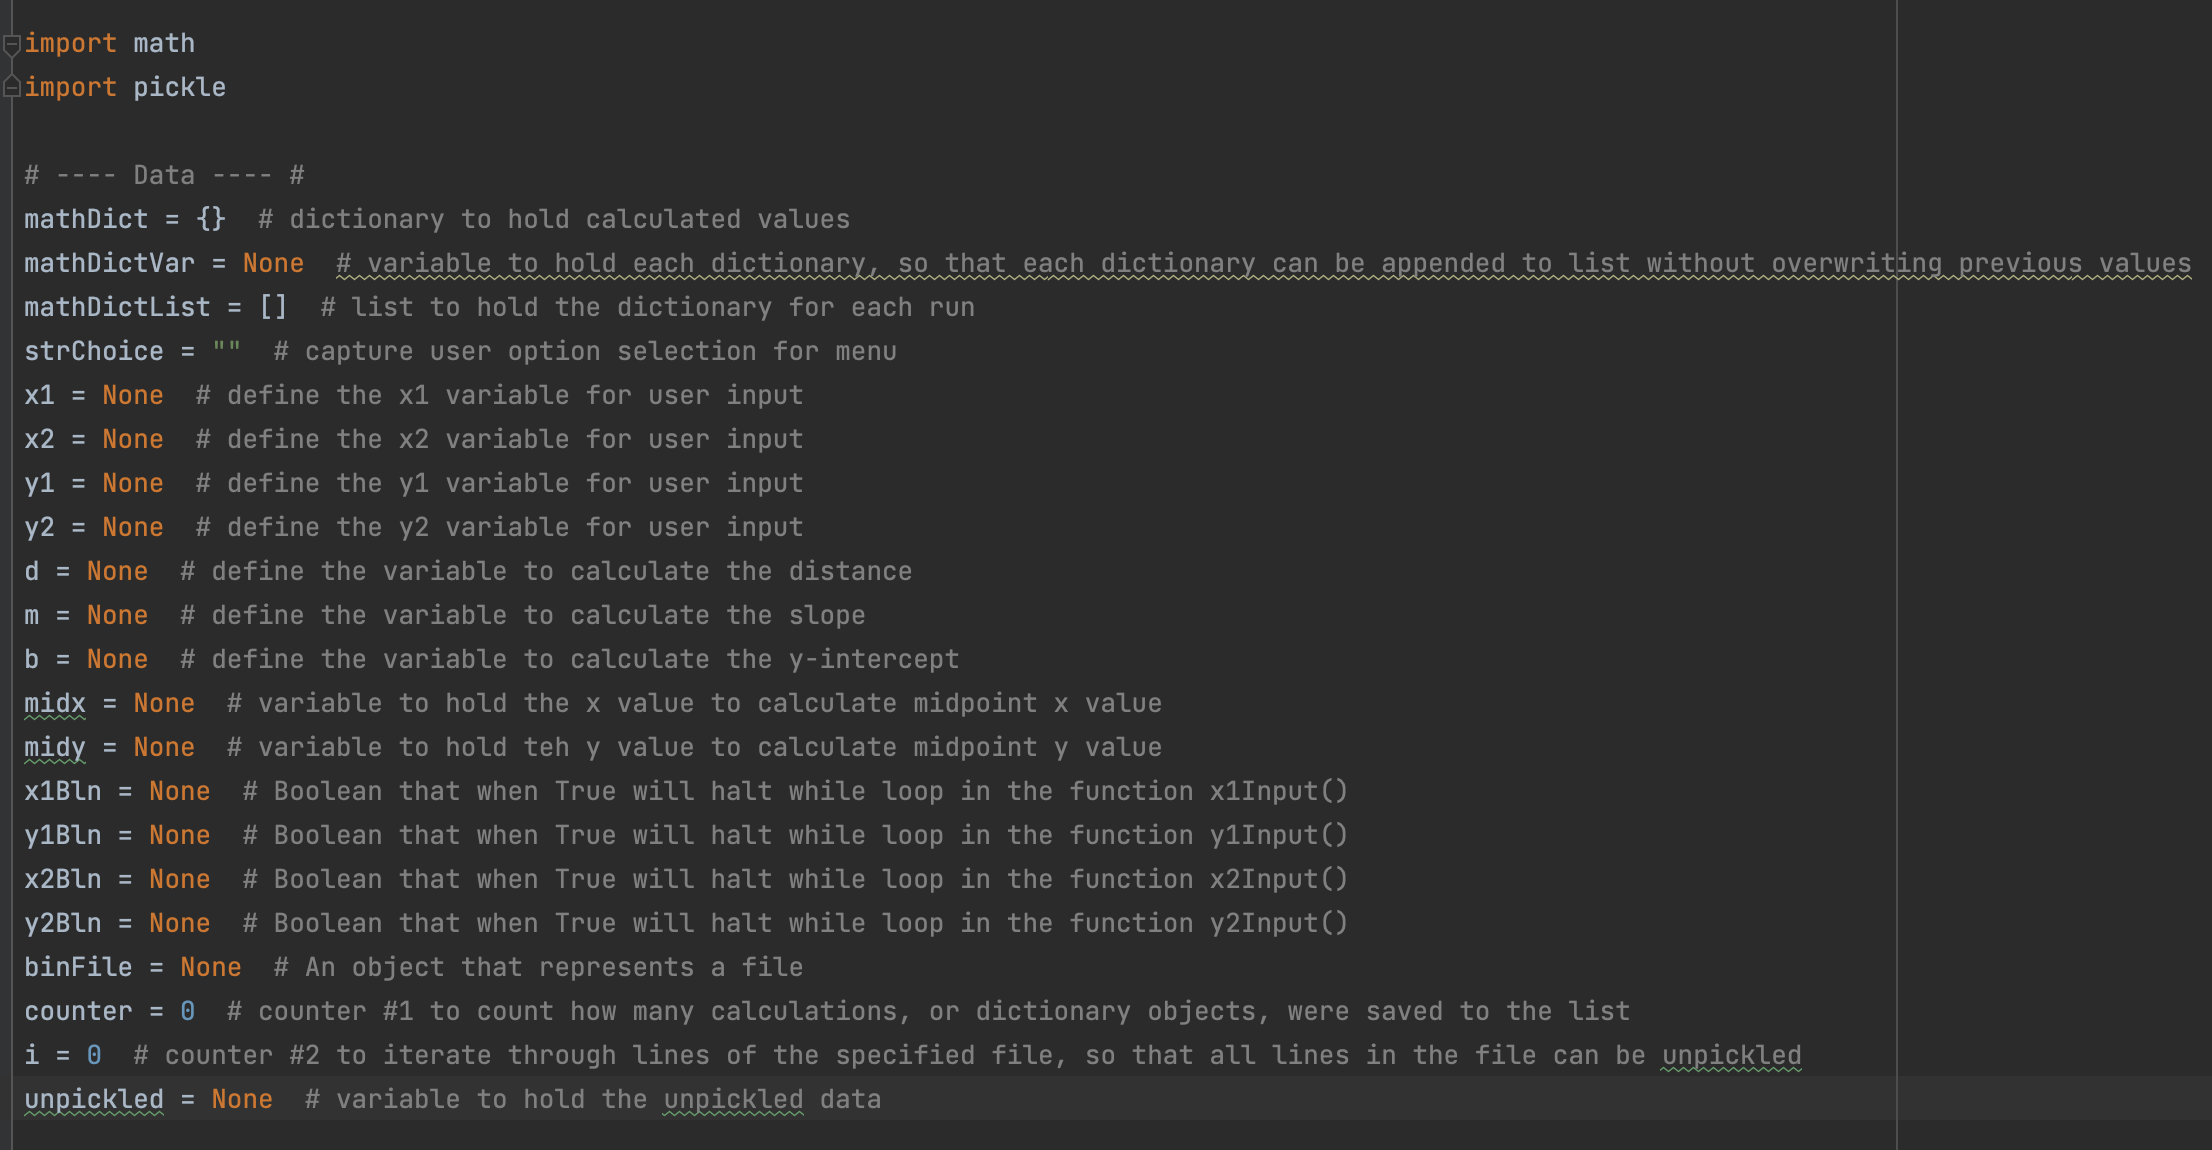 import math
import pickle
# ---- Data ---- #
mathDict = {}  # dictionary to hold calculated values
mathDictVar = None  # variable to hold each dictionary, so that each dictionary can be appended to list without overwriting previous values
mathDictList = []  # list to hold the dictionary for each run
strChoice = ""  # capture user option selection for menu
x1 = None  # define the x1 variable for user input
x2 = None  # define the x2 variable for user input
y1 = None  # define the y1 variable for user input
y2 = None  # define the y2 variable for user input
d = None  # define the variable to calculate the distance
m = None  # define the variable to calculate the slope
b = None  # define the variable to calculate the y-intercept
midx = None  # variable to hold the x value to calculate midpoint x value
midy = None  # variable to hold teh y value to calculate midpoint y value
x1Bln = None  # Boolean that when True will halt while loop in the function x1Input()
y1Bln = None  # Boolean that when True will halt while loop in the function y1Input()
x2Bln = None  # Boolean that when True will halt while loop in the function x2Input()
y2Bln = None  # Boolean that when True will halt while loop in the function y2Input()
binFile = None  # An object that represents a file
counter = 0  # counter #1 to count how many calculations, or dictionary objects, were saved to the list
i = 0  # counter #2 to iterate through lines of the specified file, so that all lines in the file can be unpickled
unpickled = None  # variable to hold the unpickled data